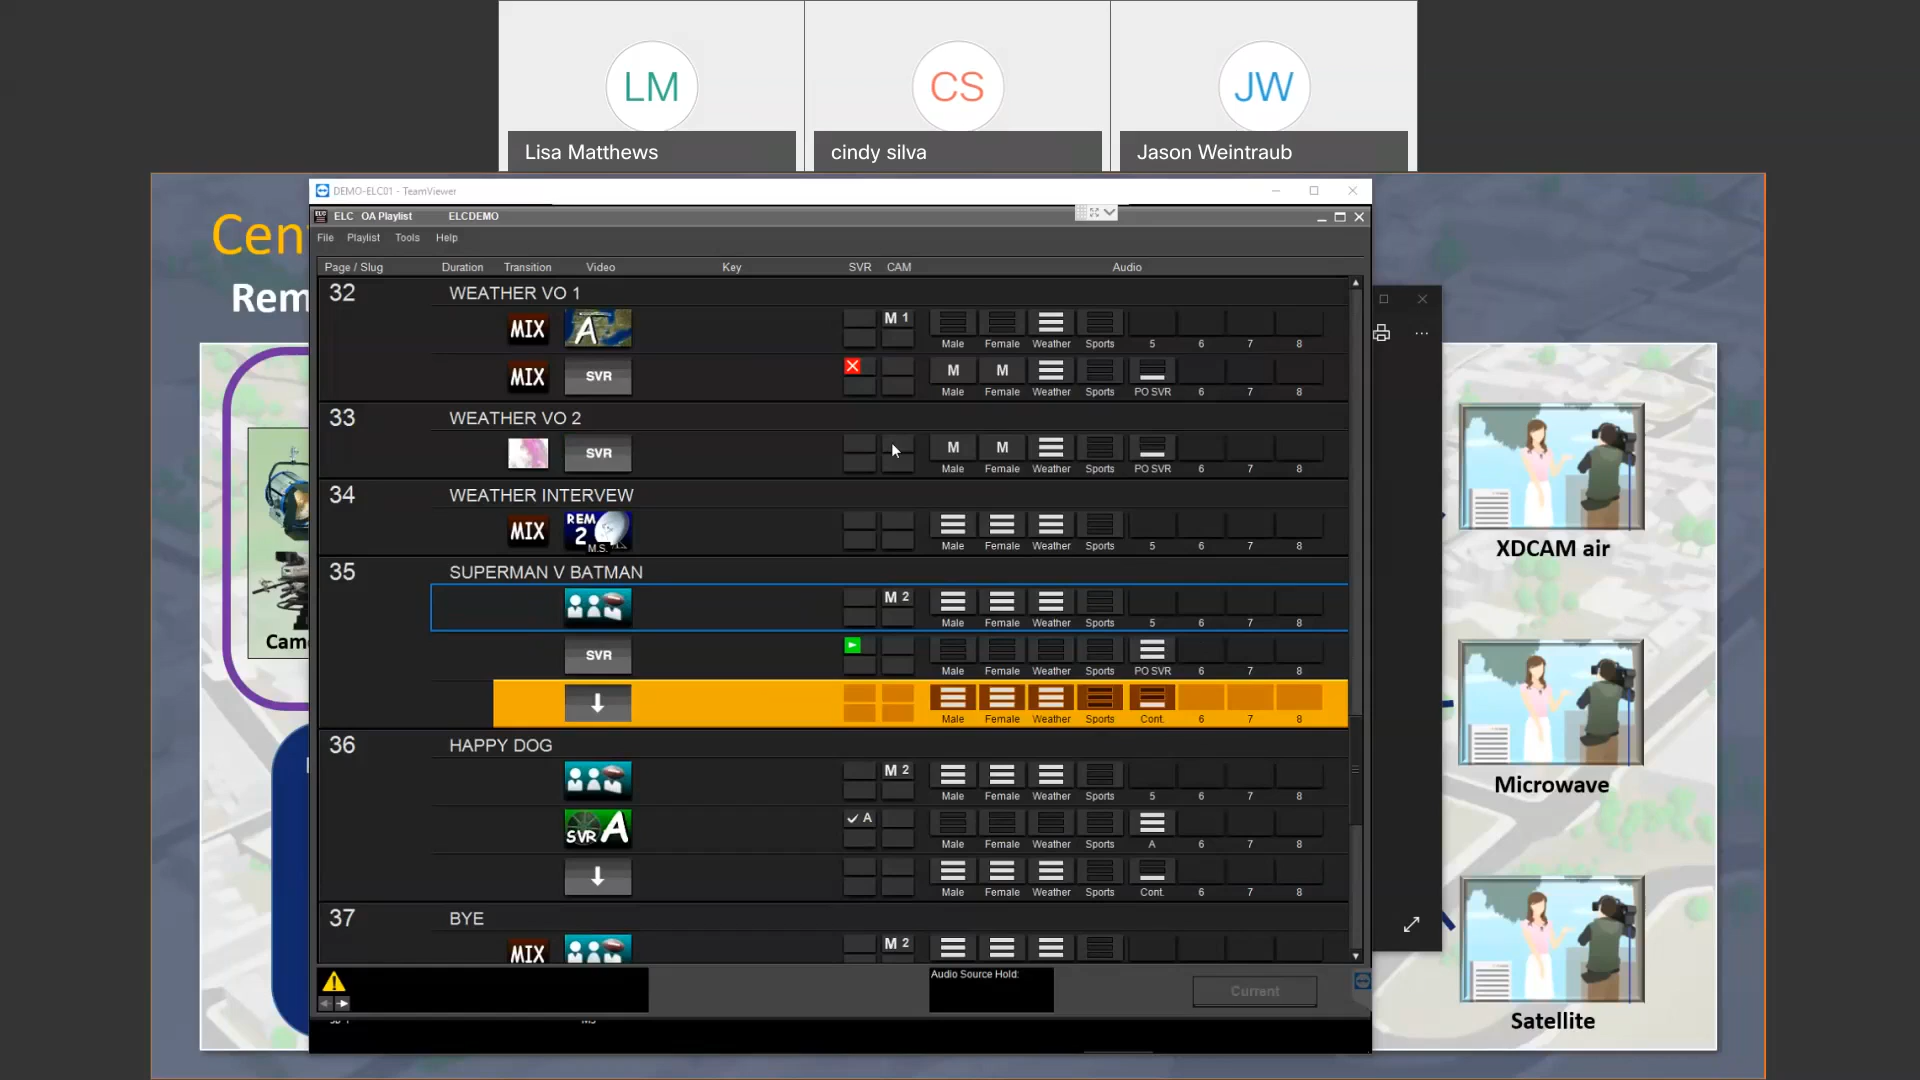 LM
CS
JW
Lisa Matthews
cindy silva
Jason Weintraub
Cen
Rem
Came
DEMO-ELC01 - TeamViewer
ELC OA Playlist ELCDEMO
File Playlist Tools Help
Page / Slug Duration Transition Video Key SVR CAM Audio
32 WEATHER VO 1
MIX A M 1
Male Female Weather Sports 5 6 7 8
MIX SVR M M
Male Female Weather Sports PO SVR 6 7 8
33 WEATHER VO 2
SVR M M
Male Female Weather Sports PO SVR 6 7 8
34 WEATHER INTERVEW
MIX REM 2 M.S.
Male Female Weather Sports 5 6 7 8
35 SUPERMAN V BATMAN
M 2
Male Female Weather Sports 5 6 7 8
SVR
Male Female Weather Sports PO SVR 6 7 8
Male Female Weather Sports Cont. 6 7 8
36 HAPPY DOG
M 2
Male Female Weather Sports 5 6 7 8
SVR A A
Male Female Weather Sports A 6 7 8
Male Female Weather Sports Cont. 6 7 8
37 BYE
MIX M 2
Audio Source Hold:
Current
XDCAM air
Microwave
Satellite